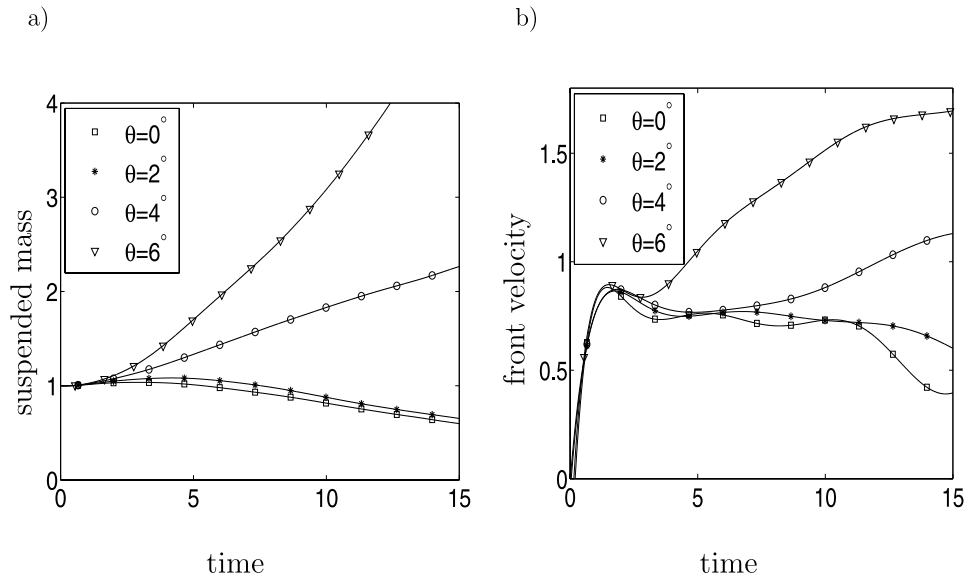 a)
suspended mass
4
3
2
1
0
θ=0°
θ=2°
θ=4°
θ=6°
0 5 10 15
time
b)
front velocity
1.5
1
0.5
0
θ=0°
θ=2°
θ=4°
θ=6°
0 5 10 15
time